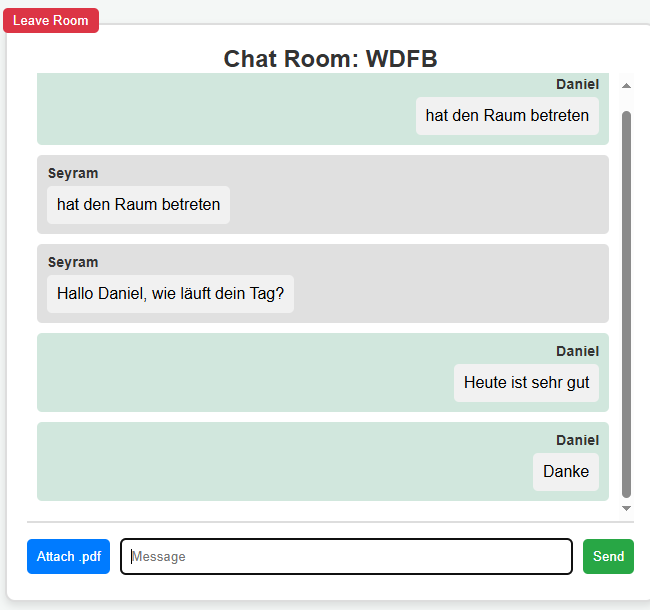 Leave Room
Chat Room: WDFB
Daniel
hat den Raum betreten
Seyram
hat den Raum betreten
Seyram
Hallo Daniel, wie läuft dein Tag?
Daniel
Heute ist sehr gut
Daniel
Danke
Attach .pdf
Message
Send